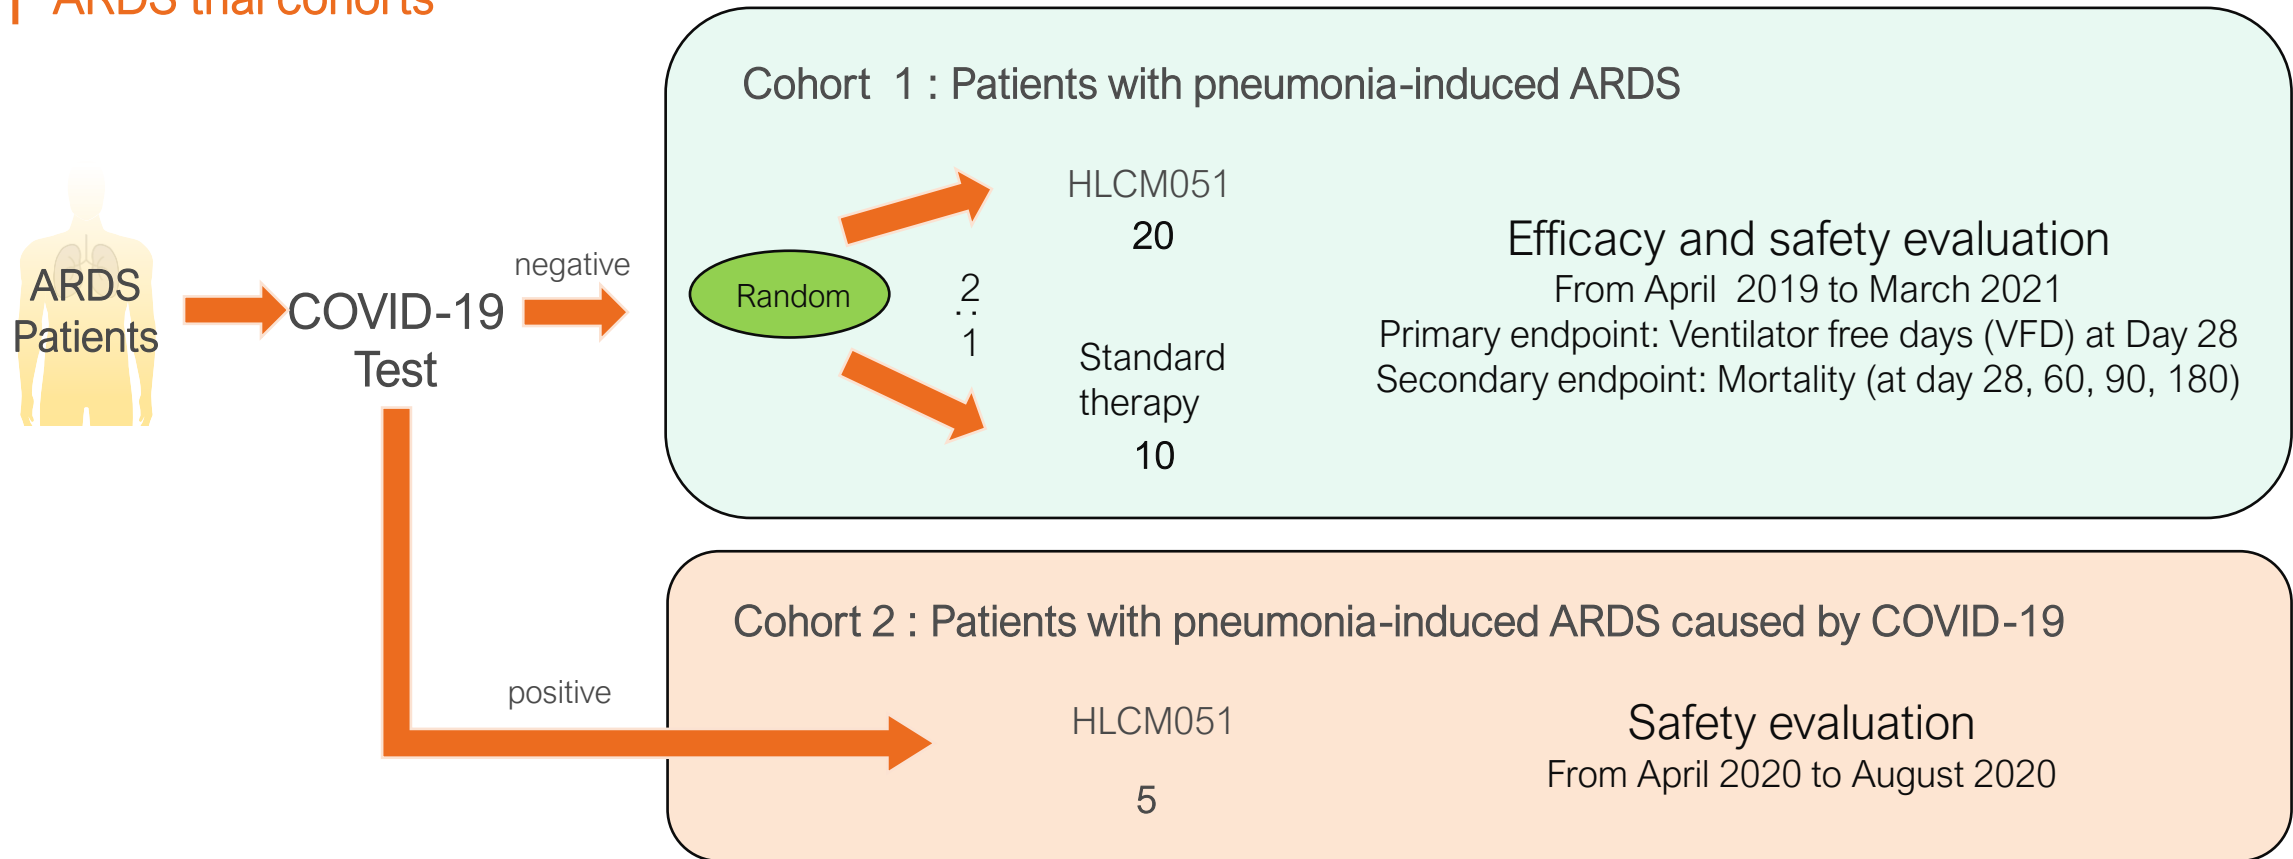 ARDS trial cohorts
Cohort 1 : Patients with pneumonia-induced ARDS
HLCM051
20
negative
ARDS
Patients
COVID-19
Test
Random
2
:
1
Standard
therapy
10
Efficacy and safety evaluation
From April 2019 to March 2021
Primary endpoint: Ventilator free days (VFD) at Day 28
Secondary endpoint: Mortality (at day 28, 60, 90, 180)
Cohort 2 : Patients with pneumonia-induced ARDS caused by COVID-19
positive
HLCM051
5
Safety evaluation
From April 2020 to August 2020